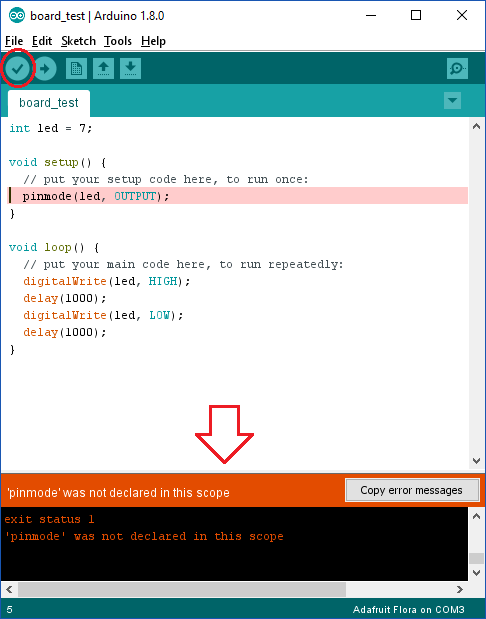 board_test | Arduino 1.8.0
File Edit Sketch Tools Help
board_test
int led = 7;
void setup() {
// put your setup code here, to run once:
pinmode(led, OUTPUT);
}
void loop() {
// put your main code here, to run repeatedly:
digitalWrite(led, HIGH);
delay(1000);
digitalWrite(led, LOW);
delay(1000);
}
'pinmode' was not declared in this scope
Copy error messages
exit status 1
'pinmode' was not declared in this scope
5
Adafruit Flora on COM3